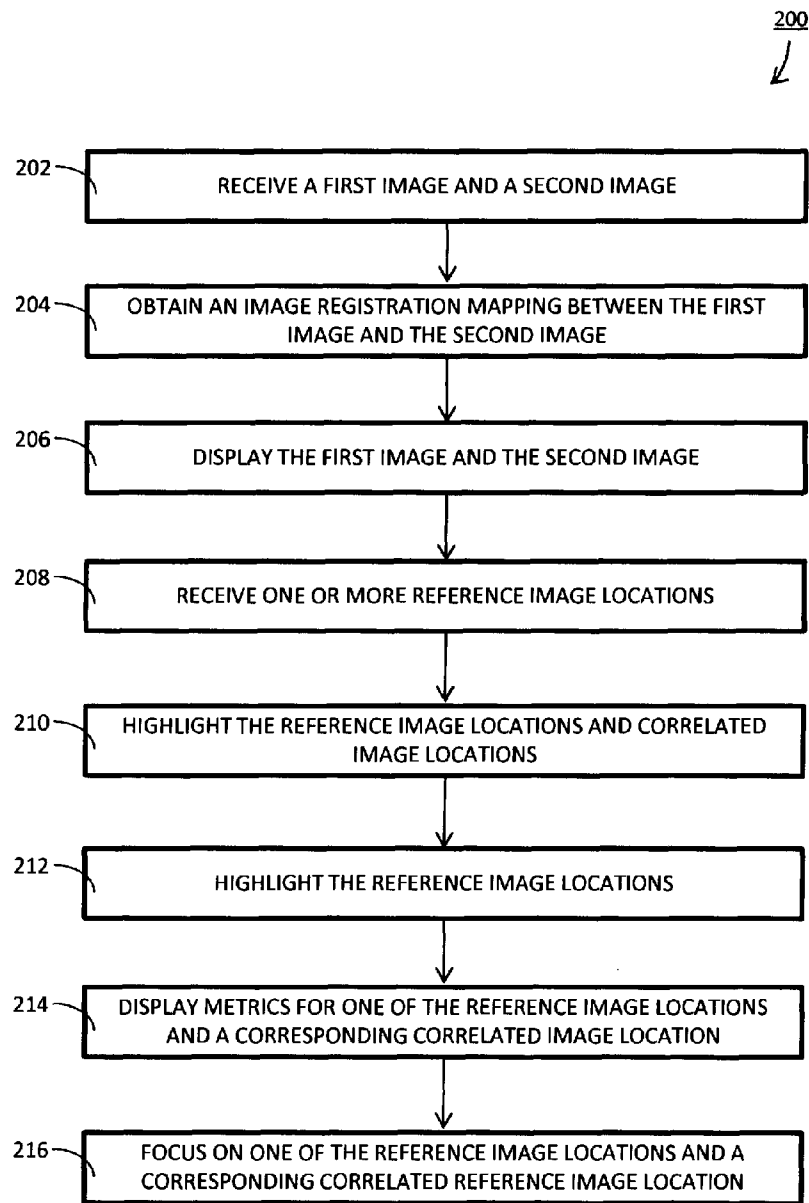 200
202
RECEIVE A FIRST IMAGE AND A SECOND IMAGE
204
OBTAIN AN IMAGE REGISTRATION MAPPING BETWEEN THE FIRST
IMAGE AND THE SECOND IMAGE
206
DISPLAY THE FIRST IMAGE AND THE SECOND IMAGE
208
RECEIVE ONE OR MORE REFERENCE IMAGE LOCATIONS
210
HIGHLIGHT THE REFERENCE IMAGE LOCATIONS AND CORRELATED
IMAGE LOCATIONS
212
HIGHLIGHT THE REFERENCE IMAGE LOCATIONS
214
DISPLAY METRICS FOR ONE OF THE REFERENCE IMAGE LOCATIONS
AND A CORRESPONDING CORRELATED IMAGE LOCATION
216
FOCUS ON ONE OF THE REFERENCE IMAGE LOCATIONS AND A
CORRESPONDING CORRELATED REFERENCE IMAGE LOCATION